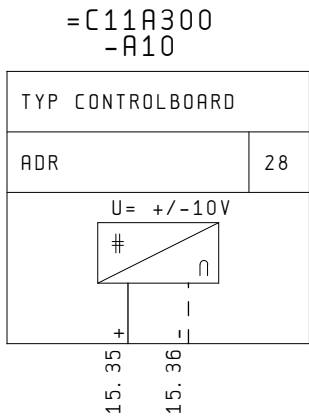 =C11A300
-A10
TYP CONTROLBOARD
ADR 28
U= +/-10V
#
∩
+ -
15.35 15.36